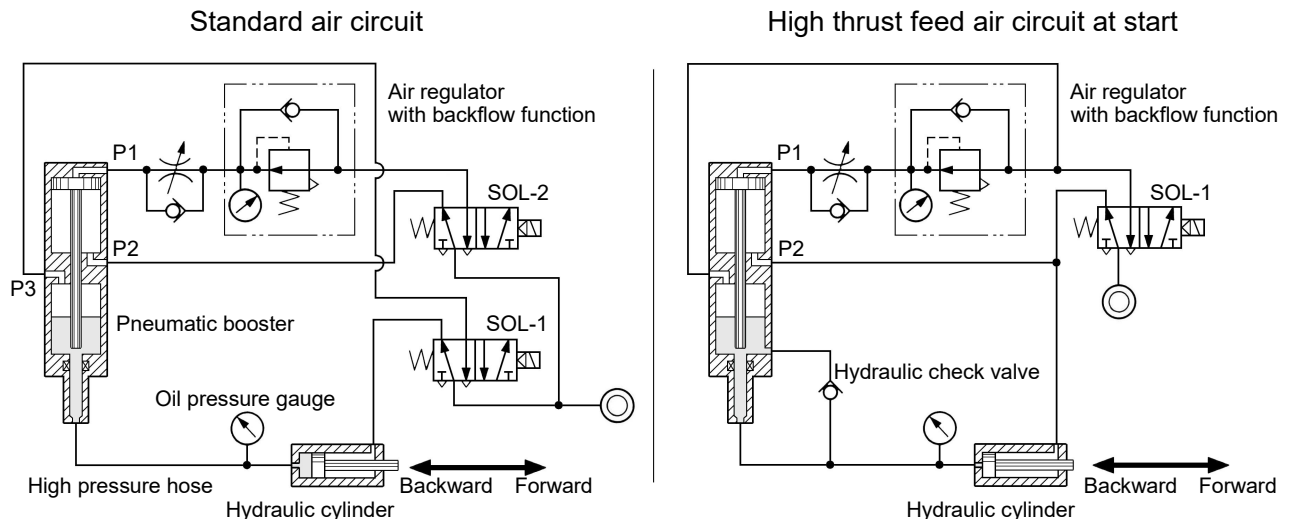 Standard air circuit
Air regulator
with backflow function
P1
SOL-2
P2
P3
Pneumatic booster
SOL-1
Oil pressure gauge
High pressure hose
Backward
Forward
Hydraulic cylinder
High thrust feed air circuit at start
Air regulator
with backflow function
P1
SOL-1
P2
Hydraulic check valve
Backward
Forward
Hydraulic cylinder